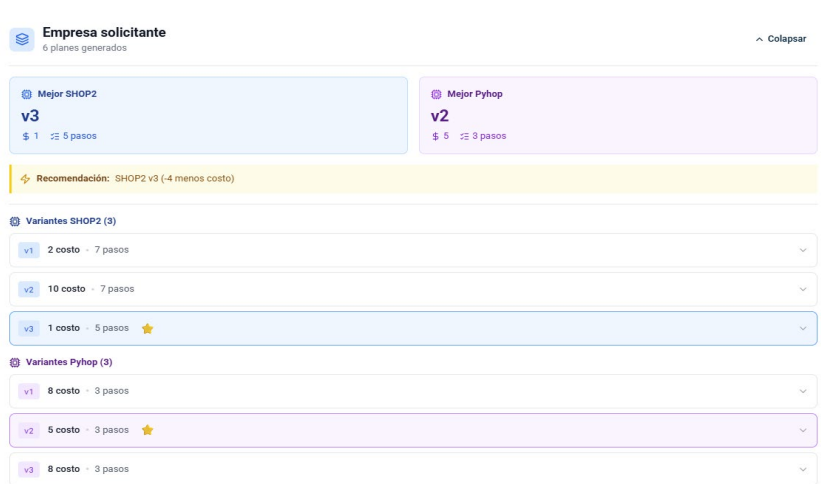 Empresa solicitante
6 planes generados
Colapsar
Mejor SHOP2
v3
$ 1 5 pasos
Mejor Pyhop
v2
$ 5 3 pasos
Recomendación: SHOP2 v3 (-4 menos costo)
Variantes SHOP2 (3)
v1 2 costo • 7 pasos
v2 10 costo • 7 pasos
v3 1 costo • 5 pasos
Variantes Pyhop (3)
v1 8 costo • 3 pasos
v2 5 costo • 3 pasos
v3 8 costo • 3 pasos